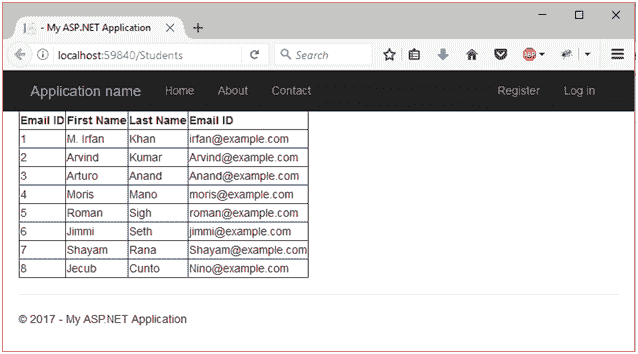 - My ASP.NET Application
localhost:59840/Students
Search
ABP
Application name Home About Contact Register Log in
Email ID First Name Last Name Email ID
1 M. Irfan Khan irfan@example.com
2 Arvind Kumar Arvind@example.com
3 Arturo Anand Anand@example.com
4 Moris Mano moris@example.com
5 Roman Sigh roman@example.com
6 Jimmi Seth jimmi@example.com
7 Shayam Rana Shayam@example.com
8 Jecub Cunto Nino@example.com
© 2017 - My ASP.NET Application